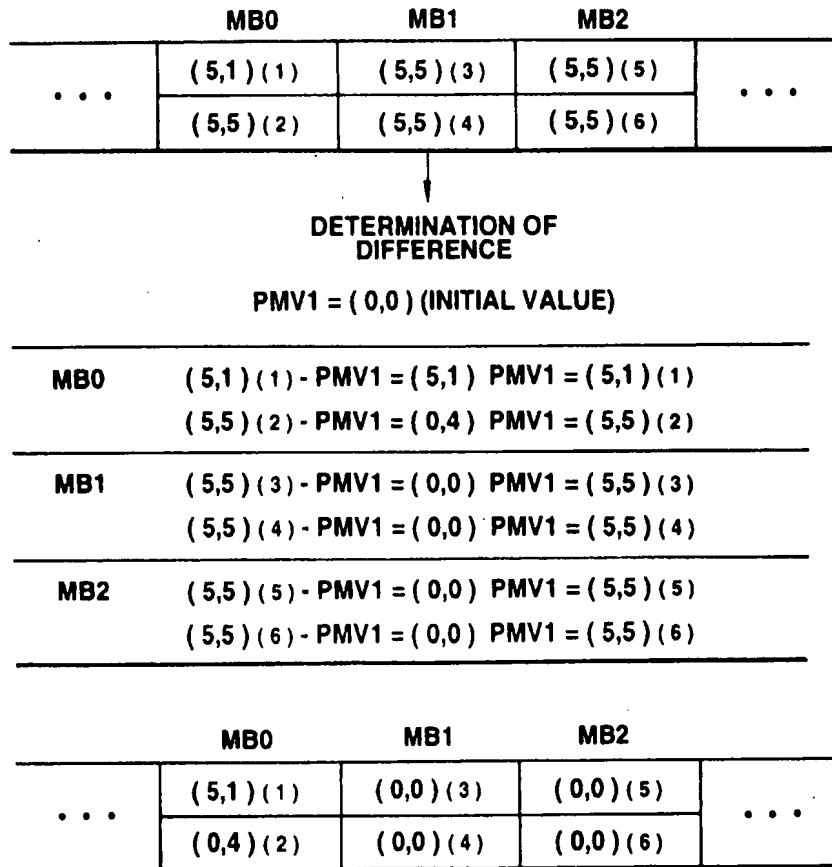 MB0 MB1 MB2
(5,1)(1) (5,5)(3) (5,5)(5)
... ...
(5,5)(2) (5,5)(4) (5,5)(6)
DETERMINATION OF
DIFFERENCE
PMV1 = (0,0) (INITIAL VALUE)
MB0 (5,1)(1) - PMV1 = (5,1) PMV1 = (5,1)(1)
(5,5)(2) - PMV1 = (0,4) PMV1 = (5,5)(2)
MB1 (5,5)(3) - PMV1 = (0,0) PMV1 = (5,5)(3)
(5,5)(4) - PMV1 = (0,0) PMV1 = (5,5)(4)
MB2 (5,5)(5) - PMV1 = (0,0) PMV1 = (5,5)(5)
(5,5)(6) - PMV1 = (0,0) PMV1 = (5,5)(6)
MB0 MB1 MB2
(5,1)(1) (0,0)(3) (0,0)(5)
... ...
(0,4)(2) (0,0)(4) (0,0)(6)